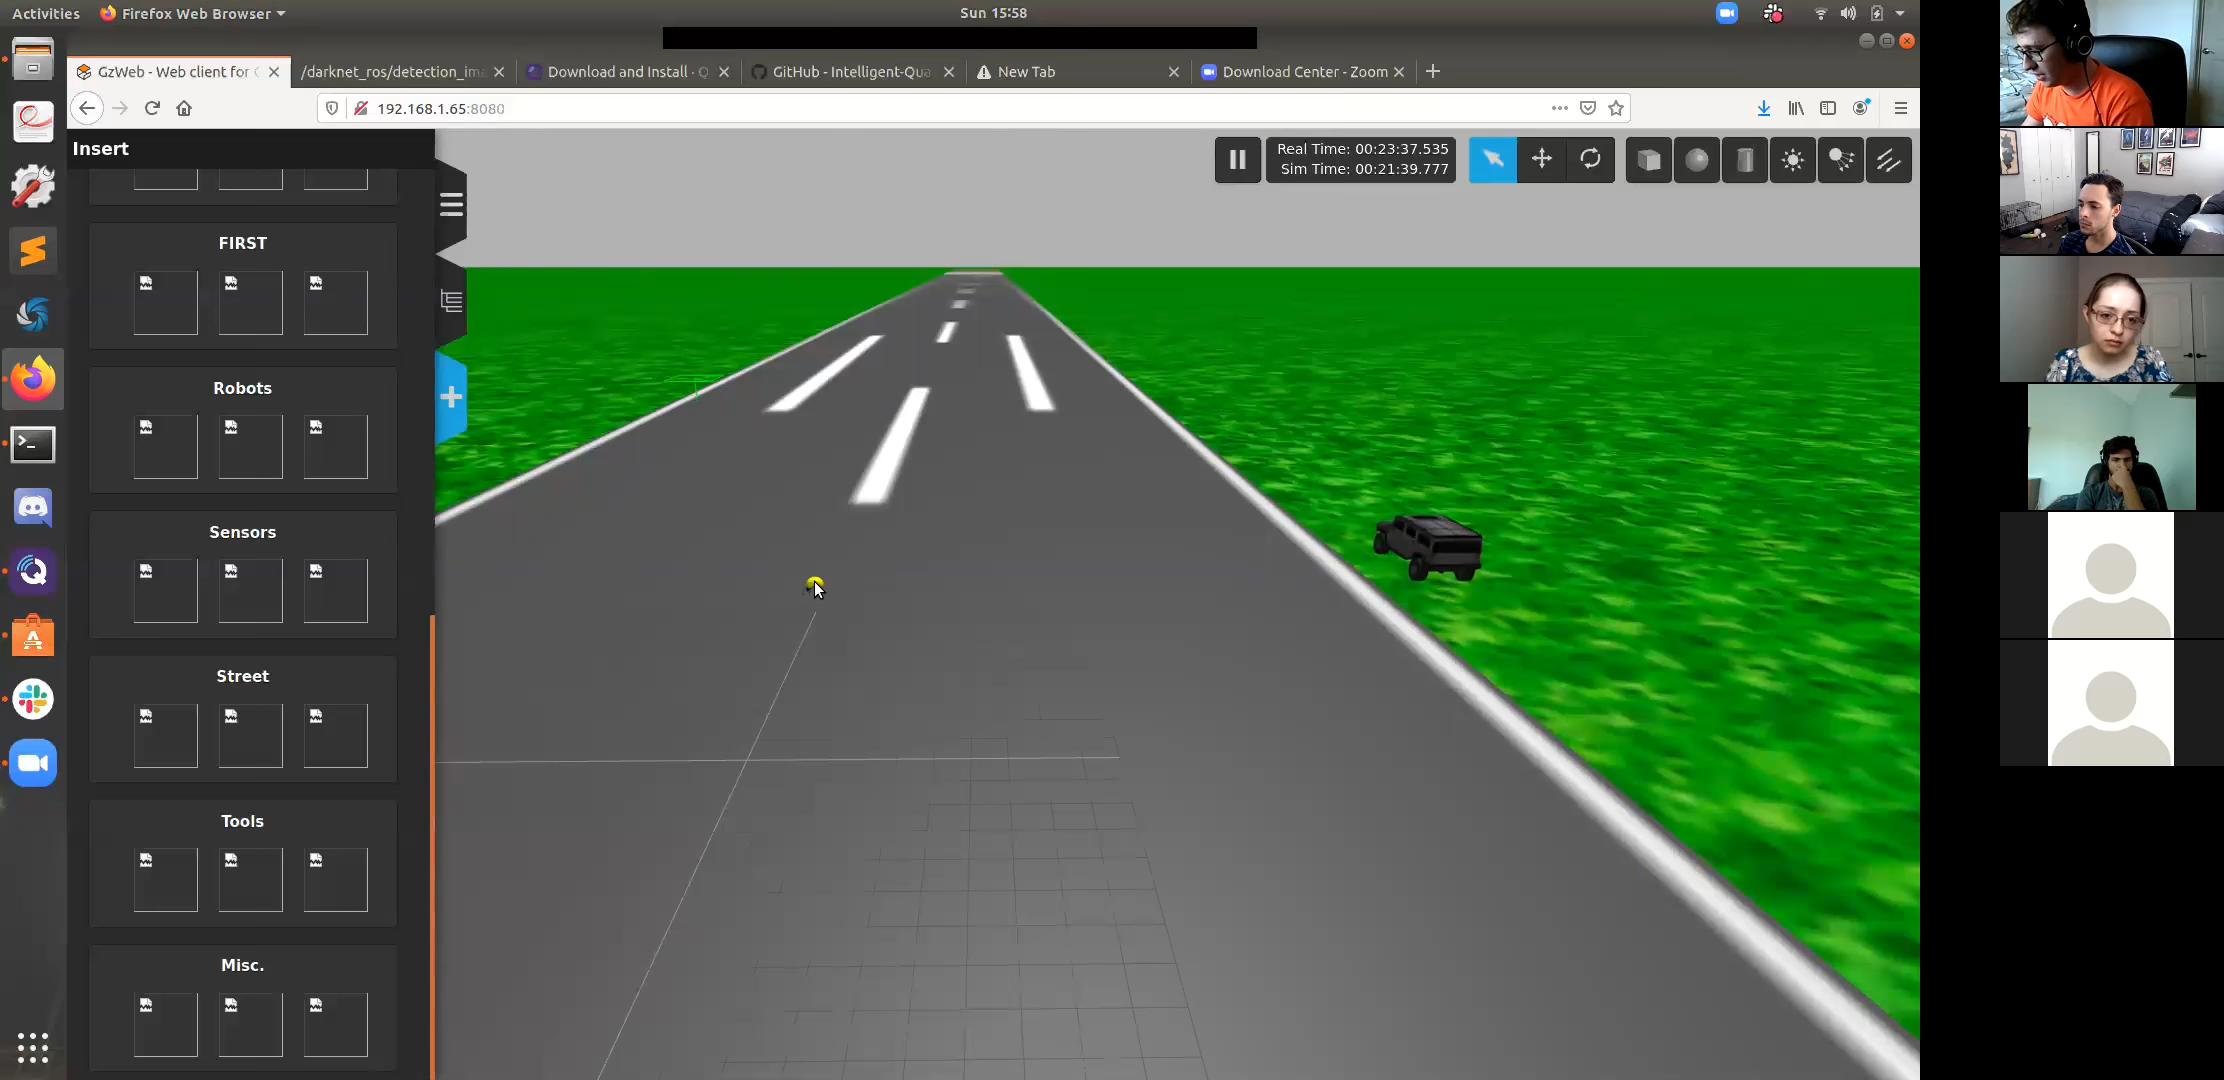 Activities
Firefox Web Browser
Sun 15:58
GzWeb - Web client for G
/darknet_ros/detection_ima
Download and Install · Q
GitHub - Intelligent-Qua
New Tab
Download Center - Zoom
192.168.1.65:8080
Insert
Real Time: 00:23:37.535
Sim Time: 00:21:39.777
FIRST
Robots
Sensors
Street
Tools
Misc.